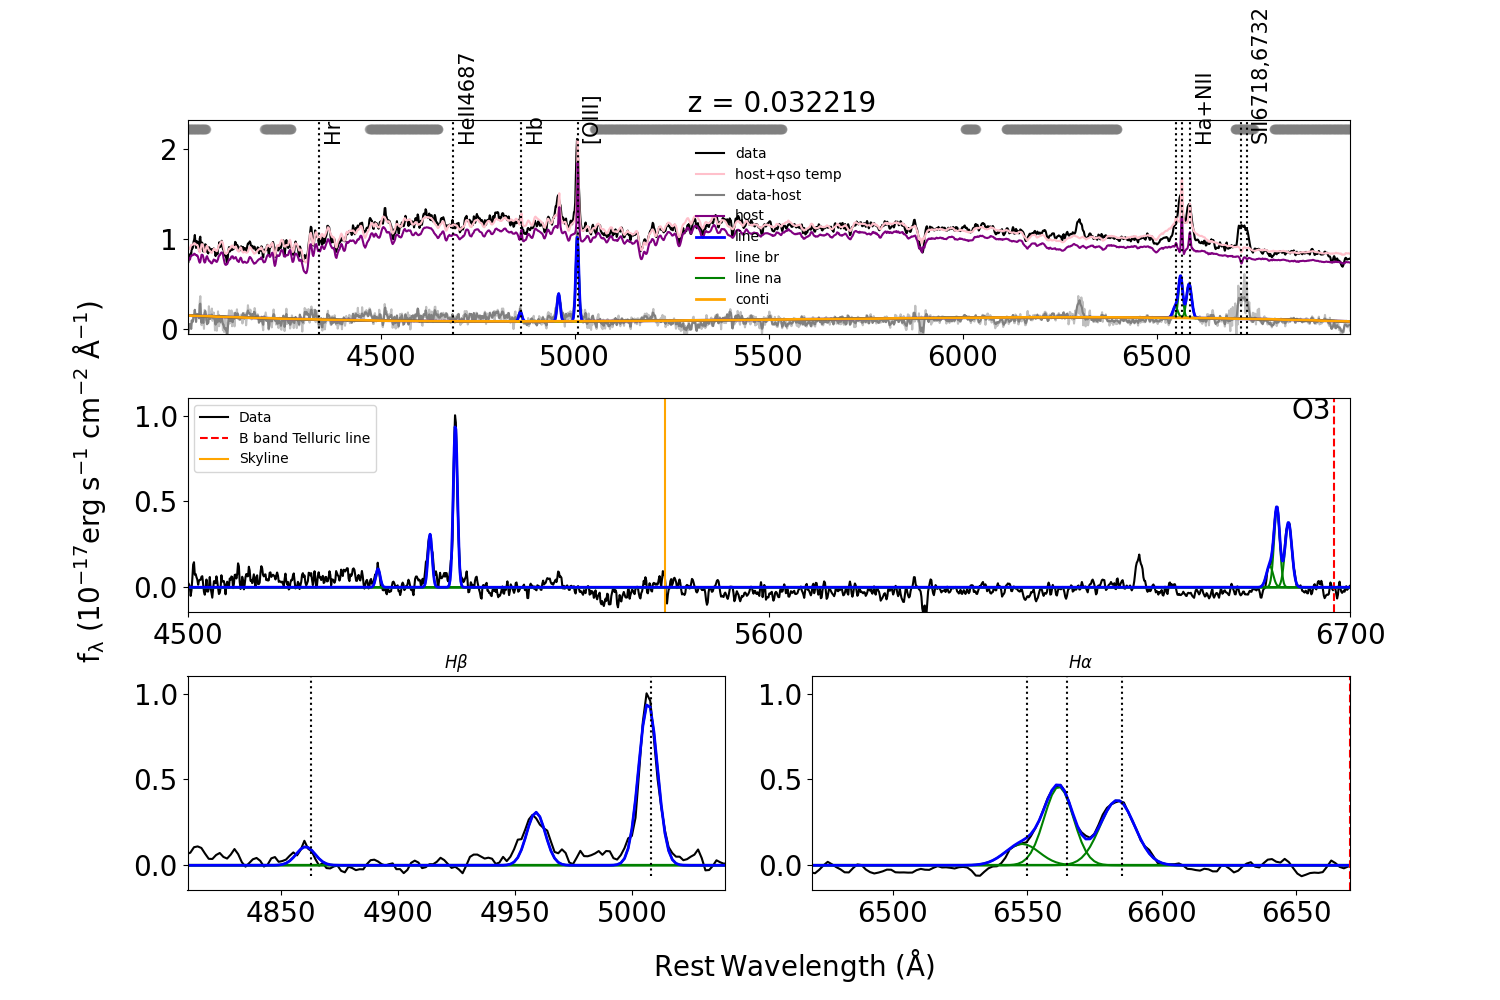 z = 0.032219
Hr
HeII4687
Hb
[OIII]
Ha+NII
SII6718,6732
data
host+qso temp
data-host
host
line
line br
line na
conti
2
1
0
4500
5000
5500
6000
6500
fλ (10⁻¹⁷erg s⁻¹ cm⁻² Å⁻¹)
Data
B band Telluric line
Skyline
O3
1.0
0.5
0.0
4500
5600
6700
Hβ
1.0
0.5
0.0
4850
4900
4950
5000
Hα
1.0
0.5
0.0
6500
6550
6600
6650
Rest Wavelength (Å)